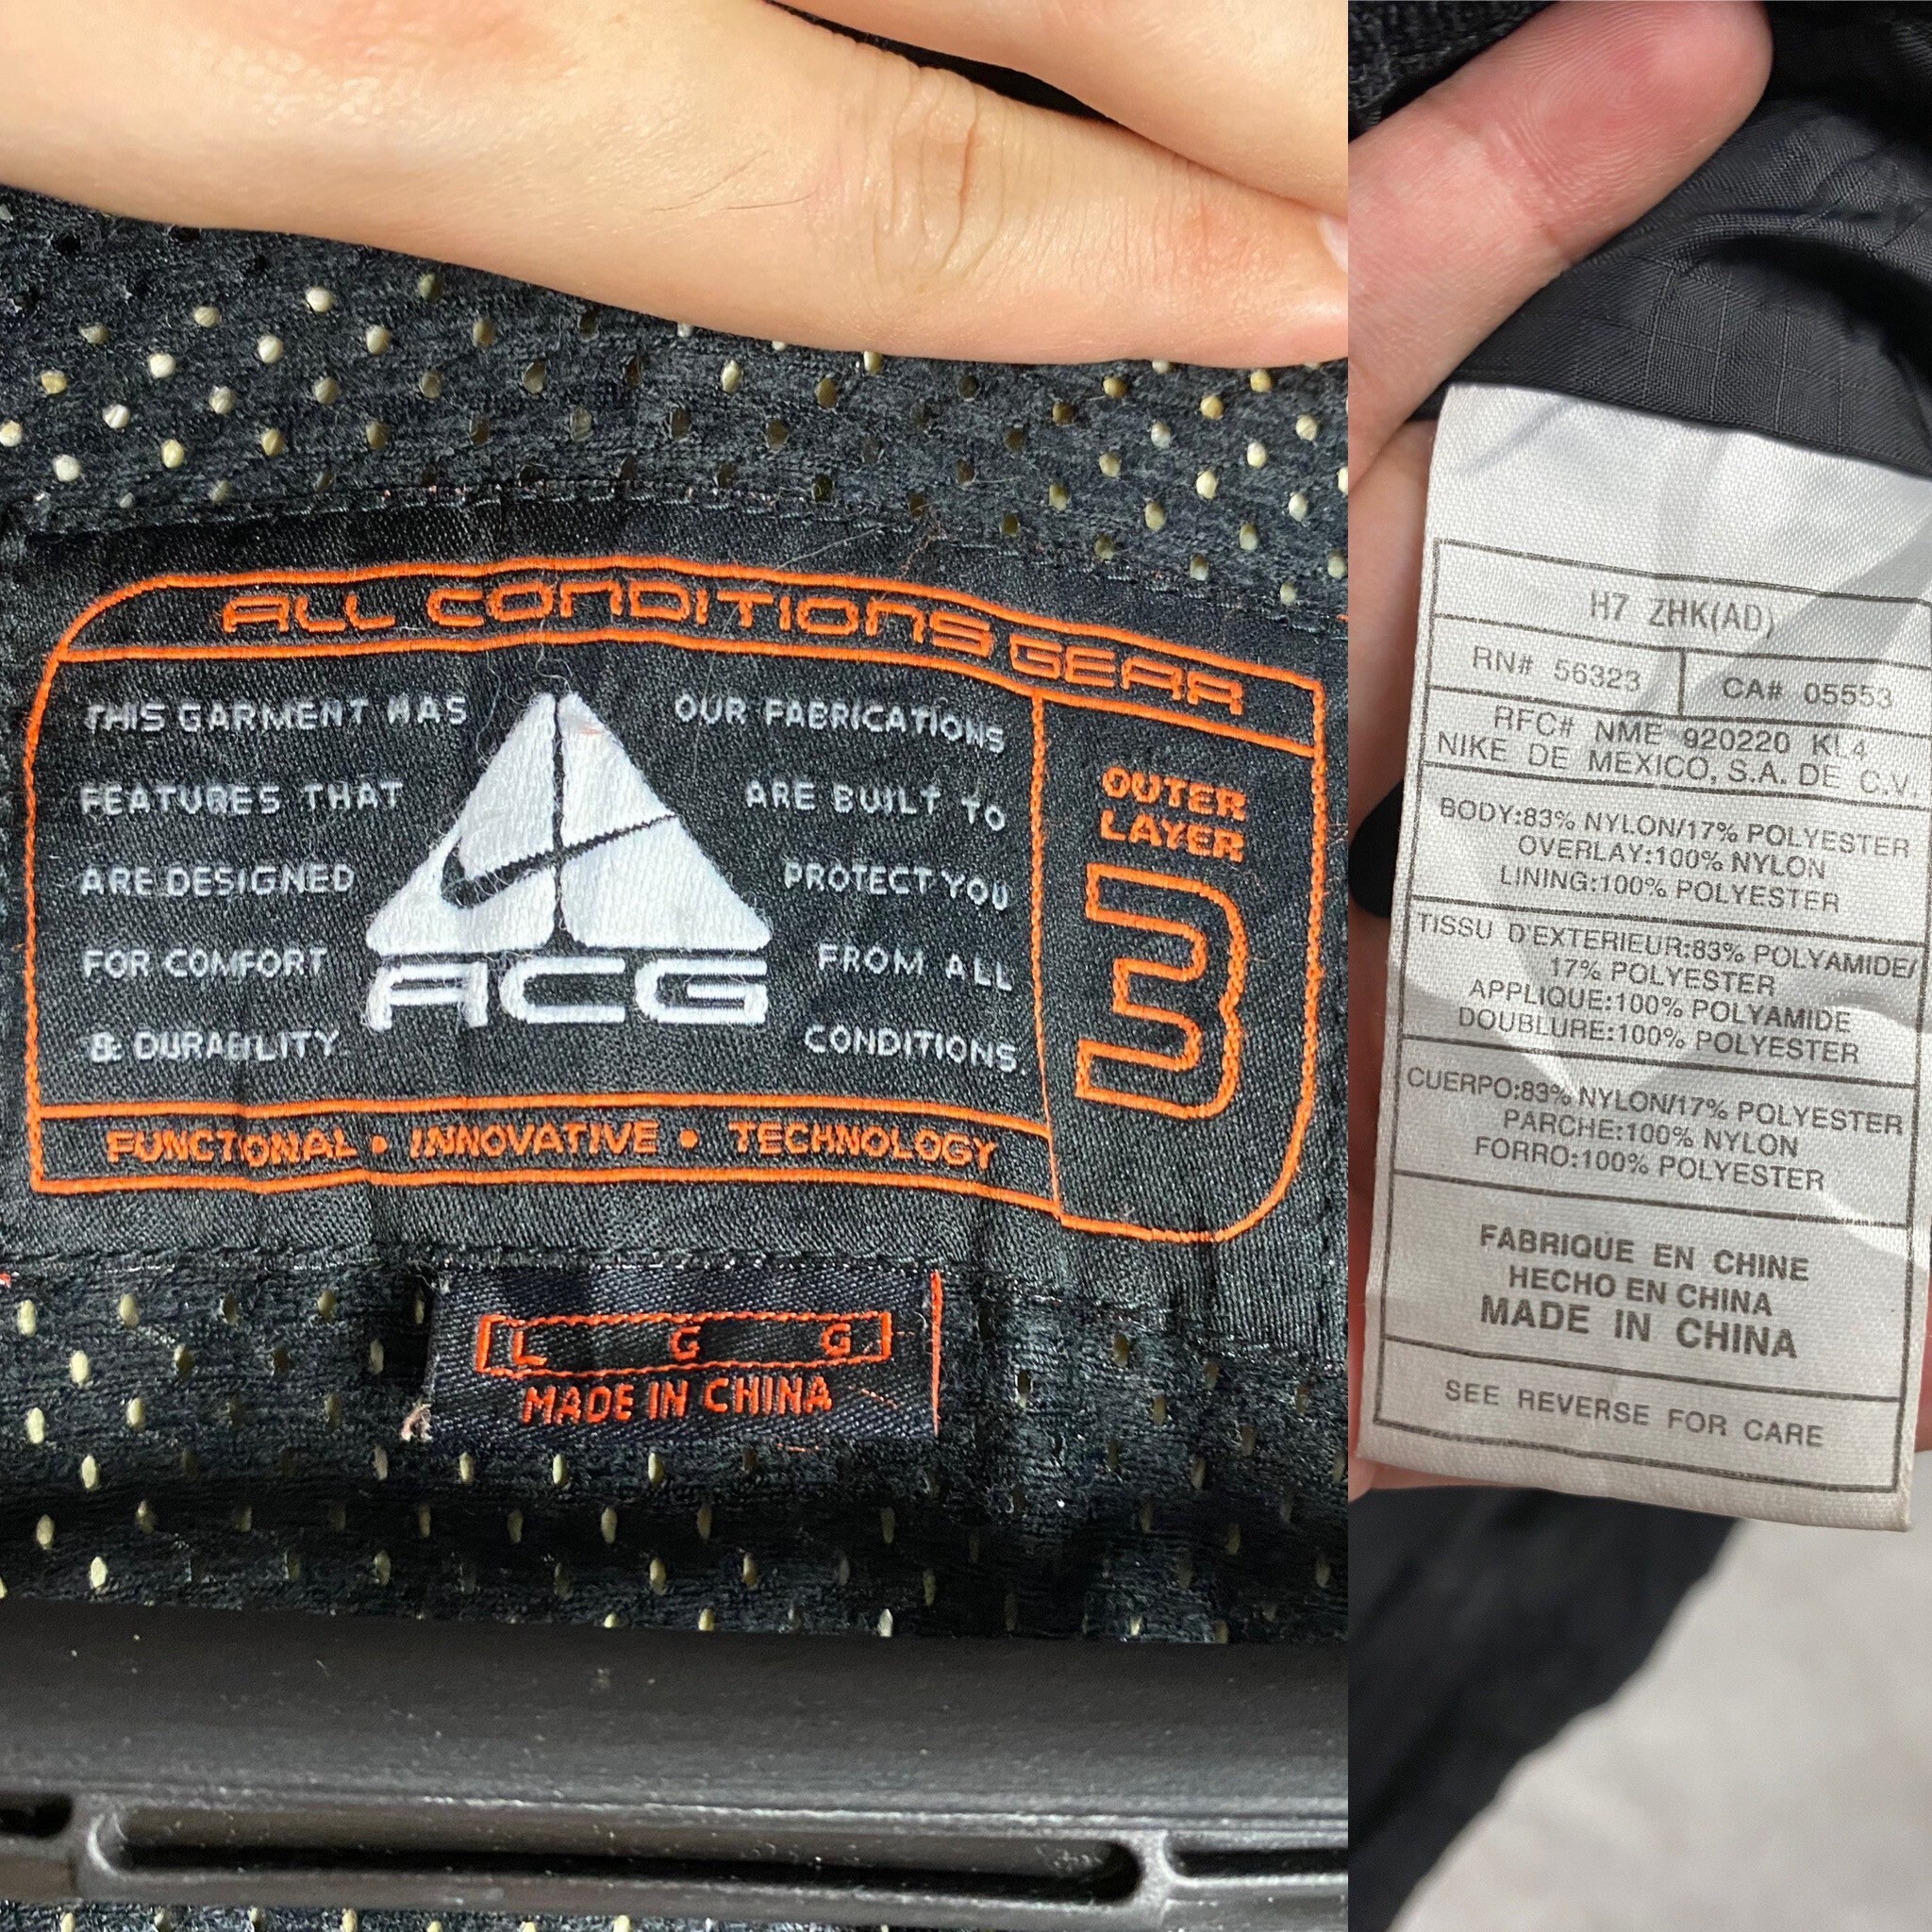 ALL CONDITIONS GEAR
THIS GARMENT HAS
FEATURES THAT
ARE DESIGNED
FOR COMFORT
& DURABILITY
ACG
OUR FABRICATIONS
ARE BUILT TO
PROTECT YOU
FROM ALL
CONDITIONS.
OUTER
LAYER
3
FUNCTIONAL • INNOVATIVE • TECHNOLOGY
L G G
MADE IN CHINA
H7 ZHK(AD)
RN# 56323 CA# 05553
RFC# NME 920220 KL4
NIKE DE MEXICO, S.A. DE C.V.
BODY:83% NYLON/17% POLYESTER
OVERLAY:100% NYLON
LINING:100% POLYESTER
TISSU D'EXTERIEUR:83% POLYAMIDE/
17% POLYESTER
APPLIQUE:100% POLYAMIDE
DOUBLURE:100% POLYESTER
CUERPO:83% NYLON/17% POLYESTER
PARCHE:100% NYLON
FORRO:100% POLYESTER
FABRIQUE EN CHINE
HECHO EN CHINA
MADE IN CHINA
SEE REVERSE FOR CARE